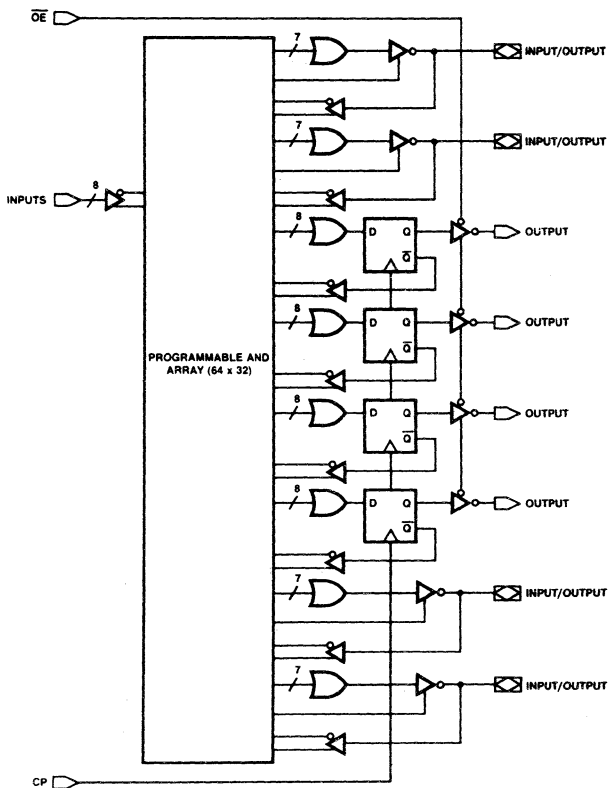 OE
7
INPUT/OUTPUT
7
INPUT/OUTPUT
8
INPUTS
8
D Q
Q
OUTPUT
8
D Q
Q
OUTPUT
PROGRAMMABLE AND
ARRAY (64 x 32)
8
D Q
Q
OUTPUT
8
D Q
Q
OUTPUT
7
INPUT/OUTPUT
7
INPUT/OUTPUT
CP